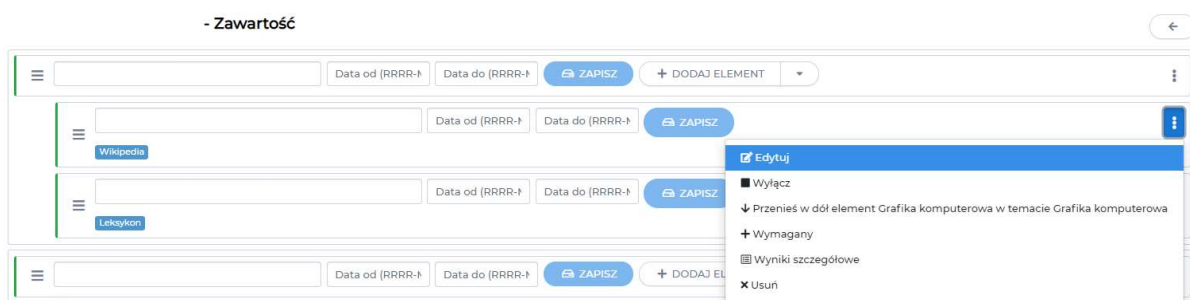 - Zawartość
Data od (RRRR-M Data do (RRRR-M ZAPISZ + DODAJ ELEMENT
Data od (RRRR-M Data do (RRRR-M ZAPISZ
Wikipedia
Edytuj
Wyłącz
Data od (RRRR-M Data do (RRRR-M ZAPISZ
Przenieś w dół element Grafika komputerowa w temacie Grafika komputerowa
Leksykon
Wymagany
Wyniki szczegółowe
Data od (RRRR-M Data do (RRRR-M ZAPISZ + DODAJ EL
Usuń